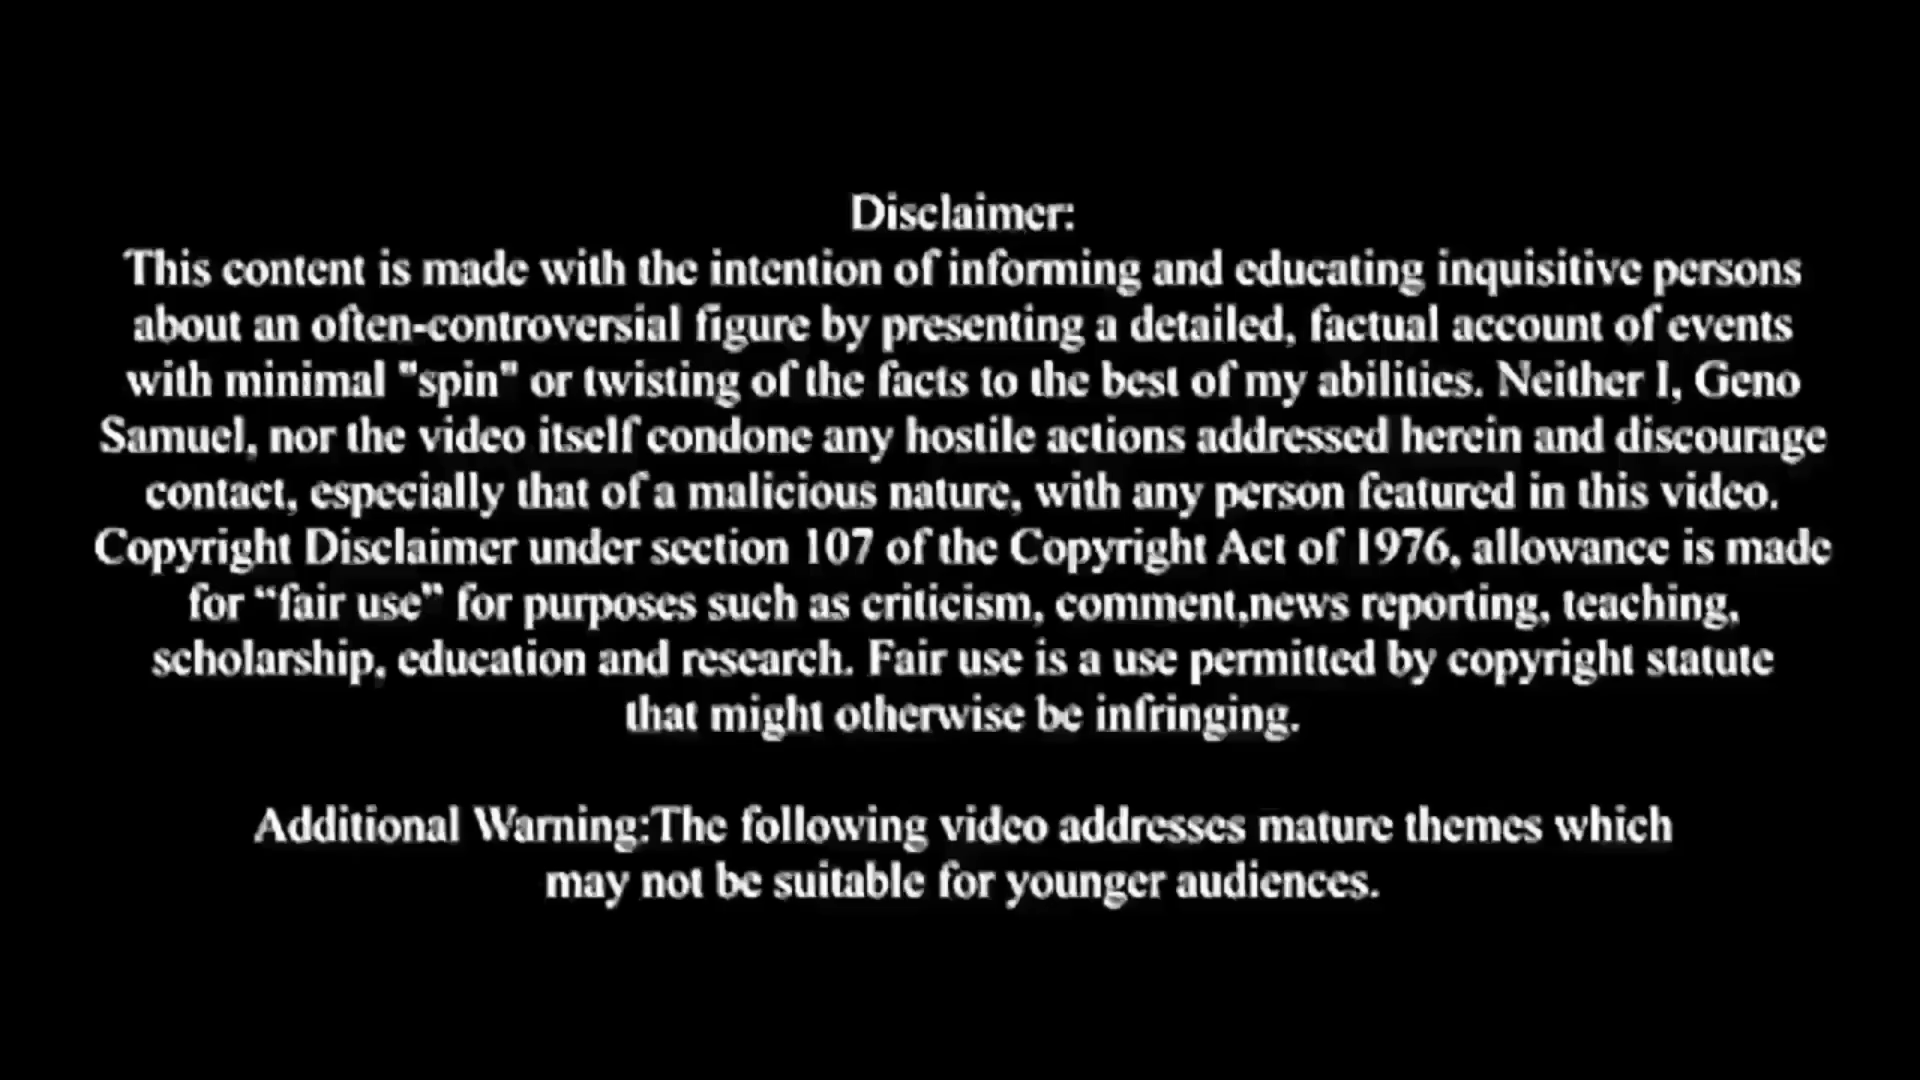 Disclaimer:
This content is made with the intention of informing and educating inquisitive persons
about an often-controversial figure by presenting a detailed, factual account of events
with minimal "spin" or twisting of the facts to the best of my abilities. Neither I, Geno
Samuel, nor the video itself condone any hostile actions addressed herein and discourage
contact, especially that of a malicious nature, with any person featured in this video.
Copyright Disclaimer under section 107 of the Copyright Act of 1976, allowance is made
for “fair use” for purposes such as criticism, comment,news reporting, teaching,
scholarship, education and research. Fair use is a use permitted by copyright statute
that might otherwise be infringing.
Additional Warning:The following video addresses mature themes which
may not be suitable for younger audiences.